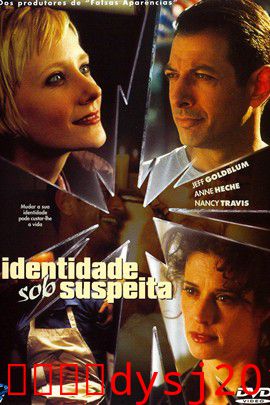 Dos produtores de "Falsas Aparências"
JEFF GOLDBLUM
ANNE HECHE
NANCY TRAVIS
Mudar a sua
identidade
pode custar-lhe
a vida
identidade
sob suspeita
DVD
VIDEO
dysj20